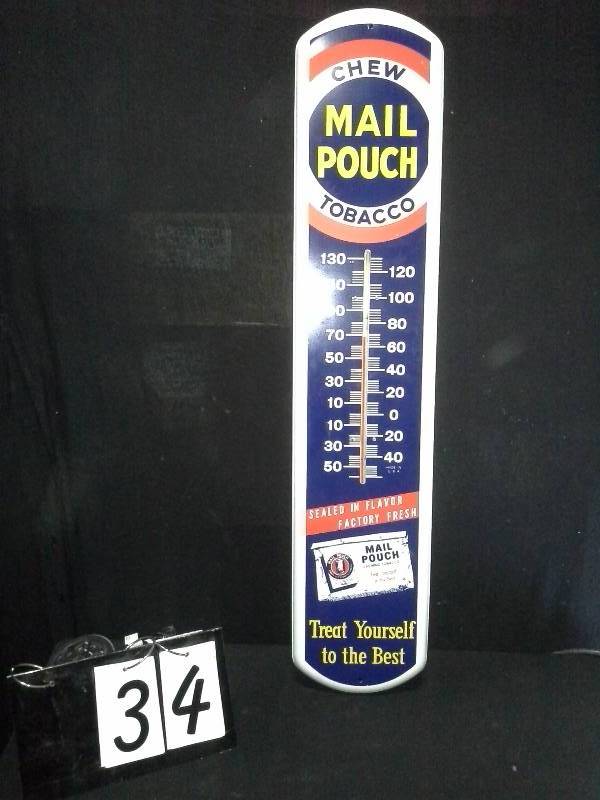 CHEW
MAIL
POUCH
TOBACCO
130
120
100
80
70
60
50
40
30
20
10
0
10
20
30
40
50
SEALED IN FLAVOR
FACTORY FRESH
MAIL
POUCH
Treat Yourself
to the Best
34